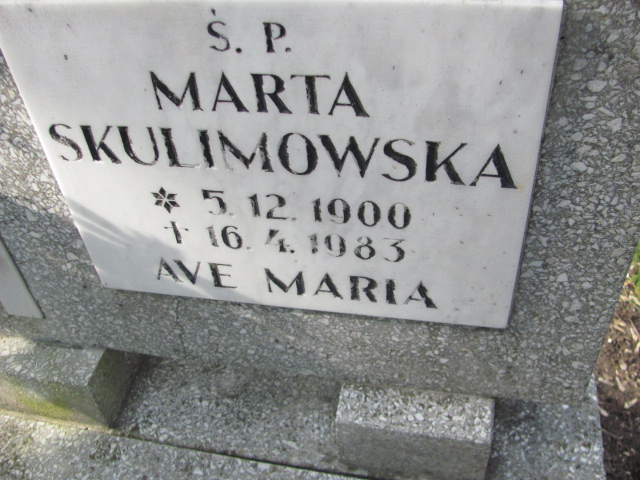 Ś. P.
MARTA
SKULIMOWSKA
* 5.12.1900
† 16.4.1983
AVE MARIA